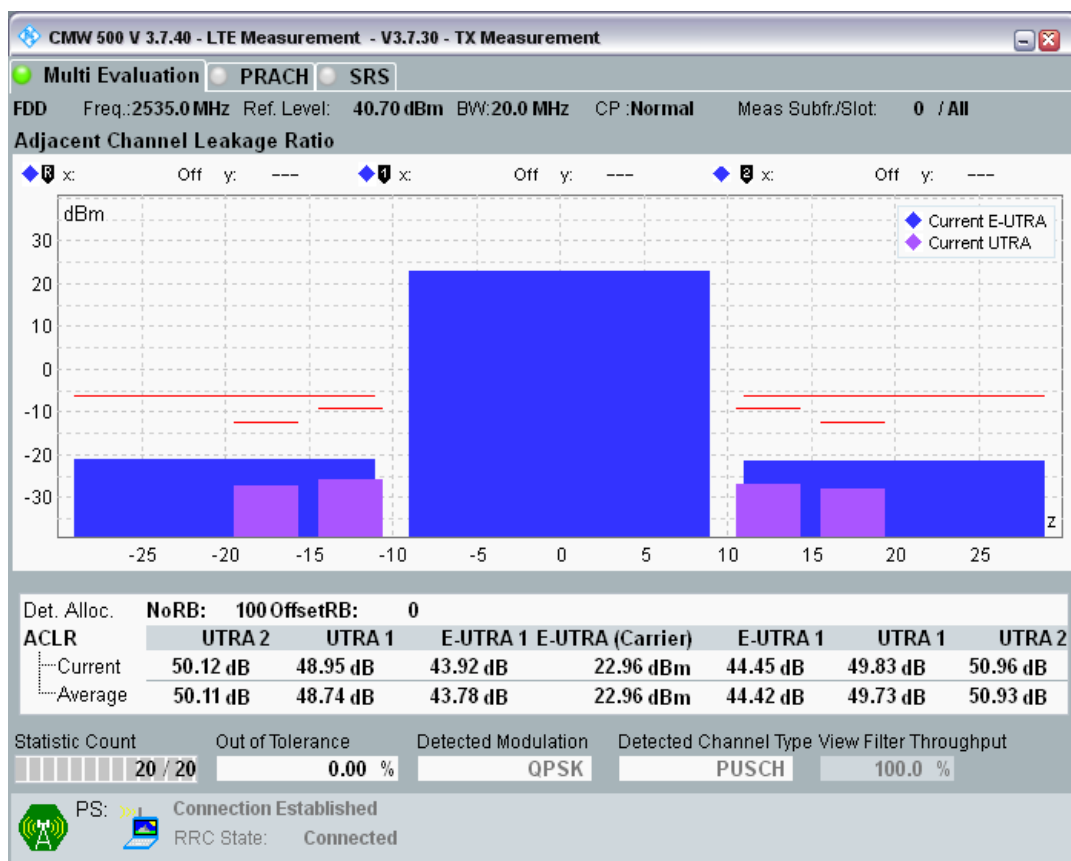 CMW 500 V 3.7.40 - LTE Measurement - V3.7.30 - TX Measurement
Multi Evaluation PRACH SRS
FDD Freq.:2535.0 MHz Ref. Level: 40.70 dBm BW:20.0 MHz CP :Normal Meas Subfr./Slot: 0 / All
Adjacent Channel Leakage Ratio
R x: Off y: --- 1 x: Off y: --- 2 x: Off y: ---
dBm
Current E-UTRA
Current UTRA
30
20
10
0
-10
-20
-30
z
-25 -20 -15 -10 -5 0 5 10 15 20 25
Det. Alloc. NoRB: 100 OffsetRB: 0
ACLR UTRA 2 UTRA 1 E-UTRA 1 E-UTRA (Carrier) E-UTRA 1 UTRA 1 UTRA 2
Current 50.12 dB 48.95 dB 43.92 dB 22.96 dBm 44.45 dB 49.83 dB 50.96 dB
Average 50.11 dB 48.74 dB 43.78 dB 22.96 dBm 44.42 dB 49.73 dB 50.93 dB
Statistic Count Out of Tolerance Detected Modulation Detected Channel Type View Filter Throughput
20 / 20 0.00 % QPSK PUSCH 100.0 %
PS: Connection Established
RRC State: Connected